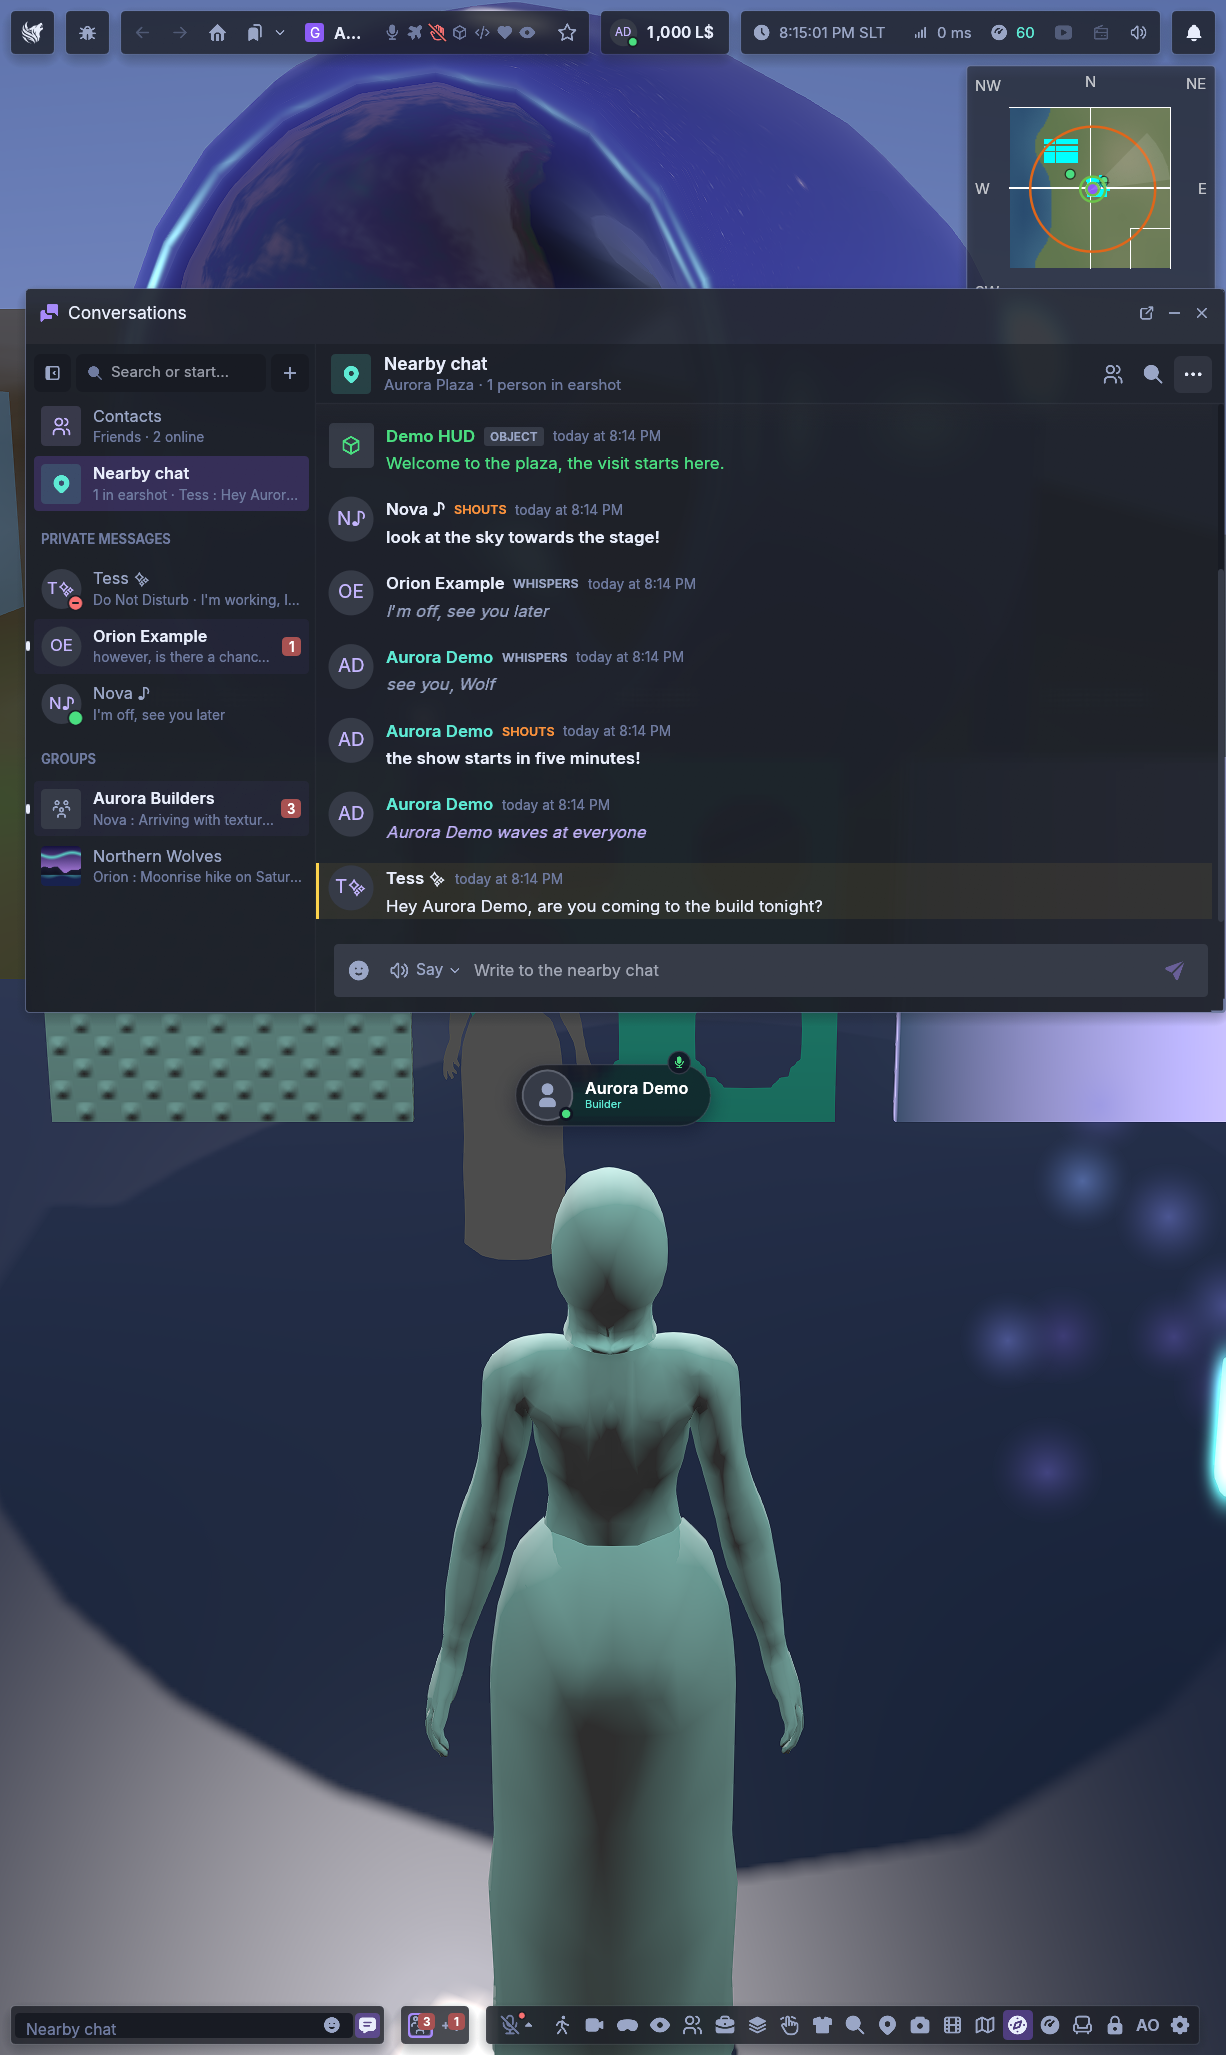 G A...
AD 1,000 L$
8:15:01 PM SLT
0 ms
60
NW N NE
W E
Conversations
Search or start...
Contacts
Friends · 2 online
Nearby chat
1 in earshot · Tess : Hey Auror...
PRIVATE MESSAGES
T Tess
Do Not Disturb · I'm working, I...
OE Orion Example 1
however, is there a chanc...
N♪ Nova ♪
I'm off, see you later
GROUPS
Aurora Builders 3
Nova : Arriving with textur...
Northern Wolves
Orion : Moonrise hike on Satur...
Nearby chat
Aurora Plaza · 1 person in earshot
Demo HUD OBJECT today at 8:14 PM
Welcome to the plaza, the visit starts here.
N♪ Nova ♪ SHOUTS today at 8:14 PM
look at the sky towards the stage!
OE Orion Example WHISPERS today at 8:14 PM
I'm off, see you later
AD Aurora Demo WHISPERS today at 8:14 PM
see you, Wolf
AD Aurora Demo SHOUTS today at 8:14 PM
the show starts in five minutes!
AD Aurora Demo today at 8:14 PM
Aurora Demo waves at everyone
T Tess today at 8:14 PM
Hey Aurora Demo, are you coming to the build tonight?
Say Write to the nearby chat
Aurora Demo
Builder
Nearby chat
3 1
AO